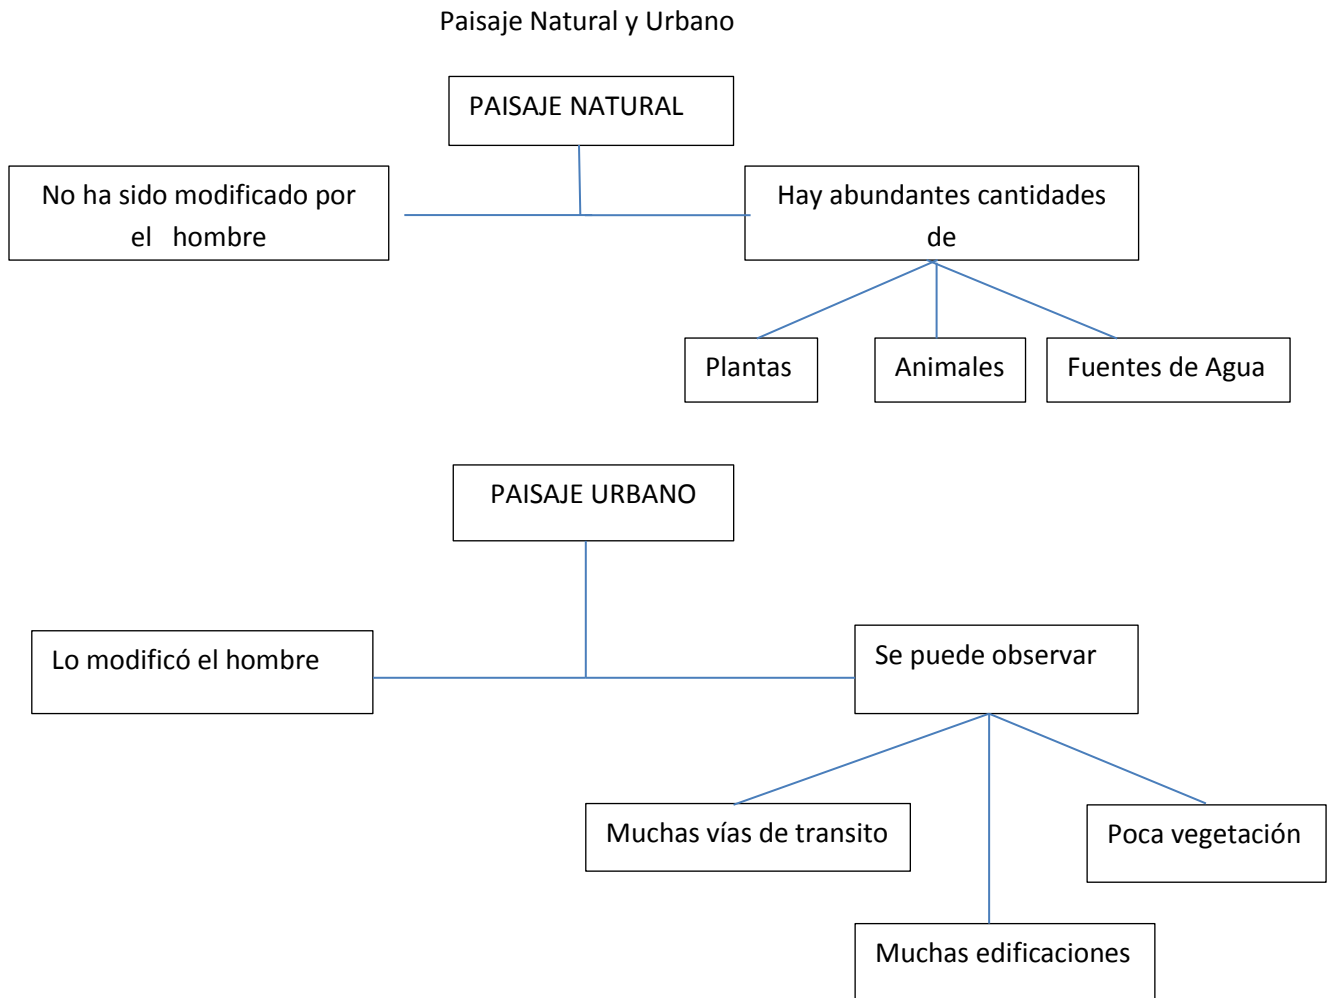 Paisaje Natural y Urbano
PAISAJE NATURAL
No ha sido modificado por
el hombre
Hay abundantes cantidades
de
Plantas
Animales
Fuentes de Agua
PAISAJE URBANO
Lo modificó el hombre
Se puede observar
Muchas vías de transito
Poca vegetación
Muchas edificaciones